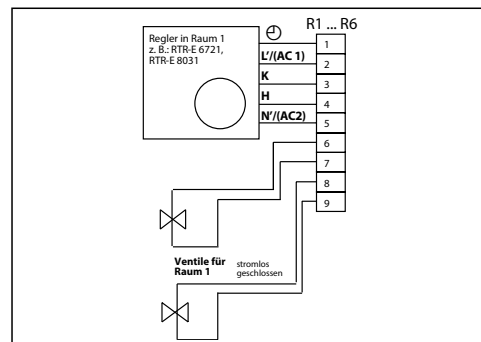 R1 ... R6
Regler in Raum 1
z. B.: RTR-E 6721,
RTR-E 8031
L'/(AC 1)
K
H
N'/(AC2)
1
2
3
4
5
6
7
8
9
Ventile für
Raum 1
stromlos
geschlossen